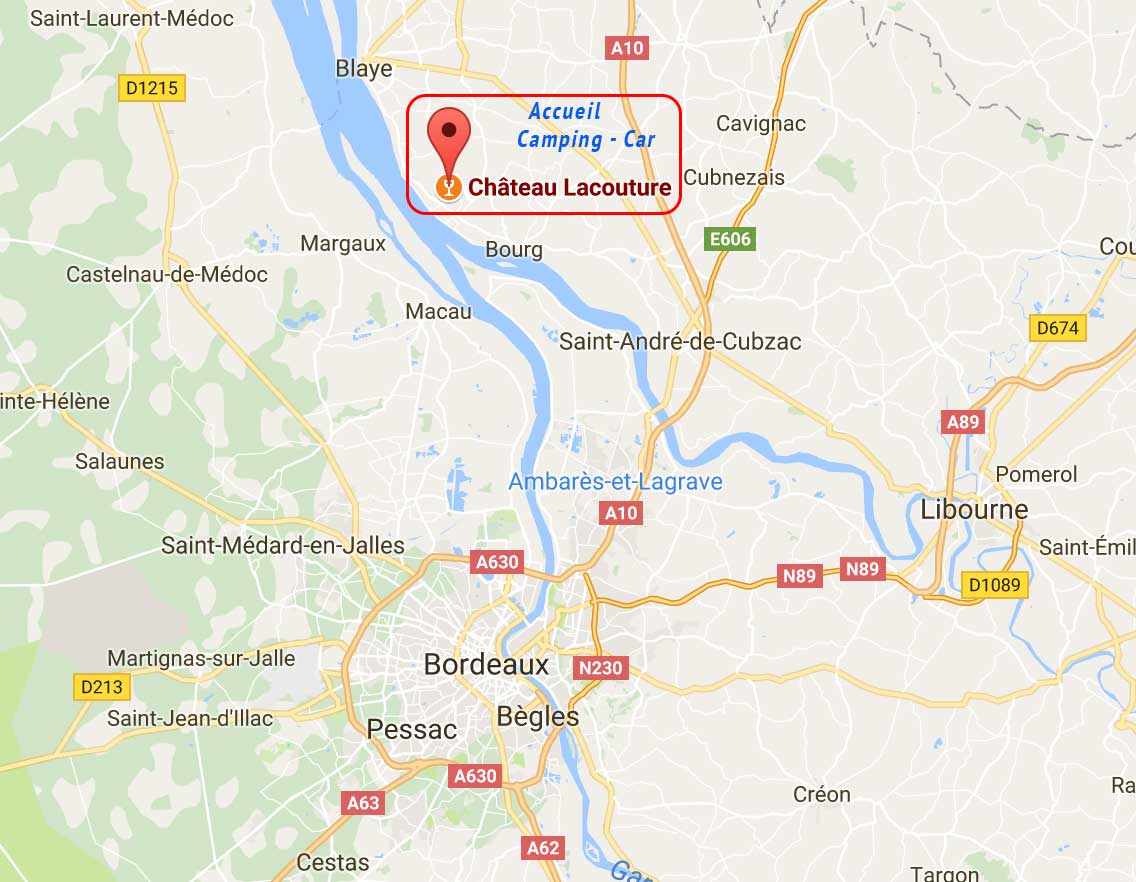 Saint-Laurent-Médoc
A10
Blaye
D1215
Accueil
Camping - Car
Cavignac
Château Lacouture
Cubnezais
E606
Margaux
Bourg
Cou
Castelnau-de-Médoc
Macau
D674
Saint-André-de-Cubzac
inte-Hélène
A89
Salaunes
Pomerol
Ambarès-et-Lagrave
A10
Libourne
Saint-Médard-en-Jalles
Saint-Émil
A630
N89
N89
D1089
Martignas-sur-Jalle
Bordeaux
N230
D213
Saint-Jean-d'Illac
Bègles
Pessac
A630
Ra
Créon
A63
A62
Cestas
Gar
Targon